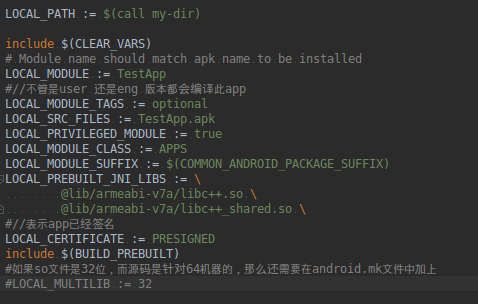 LOCAL_PATH := $(call my-dir)
include $(CLEAR_VARS)
# Module name should match apk name to be installed
LOCAL_MODULE := TestApp
#//不管是user 还是eng 版本都会编译此app
LOCAL_MODULE_TAGS := optional
LOCAL_SRC_FILES := TestApp.apk
LOCAL_PRIVILEGED_MODULE := true
LOCAL_MODULE_CLASS := APPS
LOCAL_MODULE_SUFFIX := $(COMMON_ANDROID_PACKAGE_SUFFIX)
LOCAL_PREBUILT_JNI_LIBS := \
@lib/armeabi-v7a/libc++.so \
@lib/armeabi-v7a/libc++_shared.so \
#//表示app已经签名
LOCAL_CERTIFICATE := PRESIGNED
include $(BUILD_PREBUILT)
#如果so文件是32位，而源码是针对64机器的，那么还需要在android.mk文件中加上
#LOCAL_MULTILIB := 32